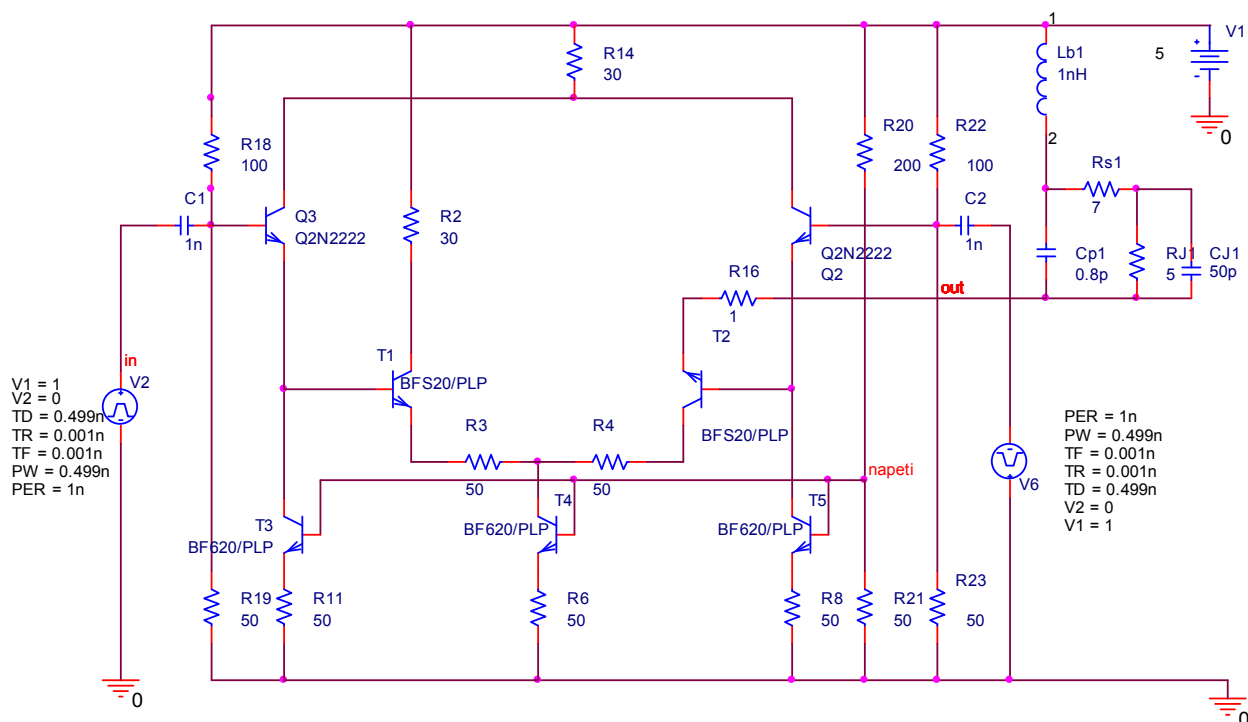 1
V1
5
0
Lb1
1nH
2
R14
30
R18
100
R20
200
R22
100
Rs1
7
C1
1n
Q3
Q2N2222
R2
30
C2
1n
Q2N2222
Q2
Cp1
0.8p
RJ1
5
CJ1
50p
R16
1
out
T2
in
V2
V1 = 1
V2 = 0
TD = 0.499n
TR = 0.001n
TF = 0.001n
PW = 0.499n
PER = 1n
T1
BFS20/PLP
BFS20/PLP
R3
50
R4
50
napeti
V6
PER = 1n
PW = 0.499n
TF = 0.001n
TR = 0.001n
TD = 0.499n
V2 = 0
V1 = 1
T3
BF620/PLP
T4
BF620/PLP
T5
BF620/PLP
R19
50
R11
50
R6
50
R8
50
R21
50
R23
50
0
0